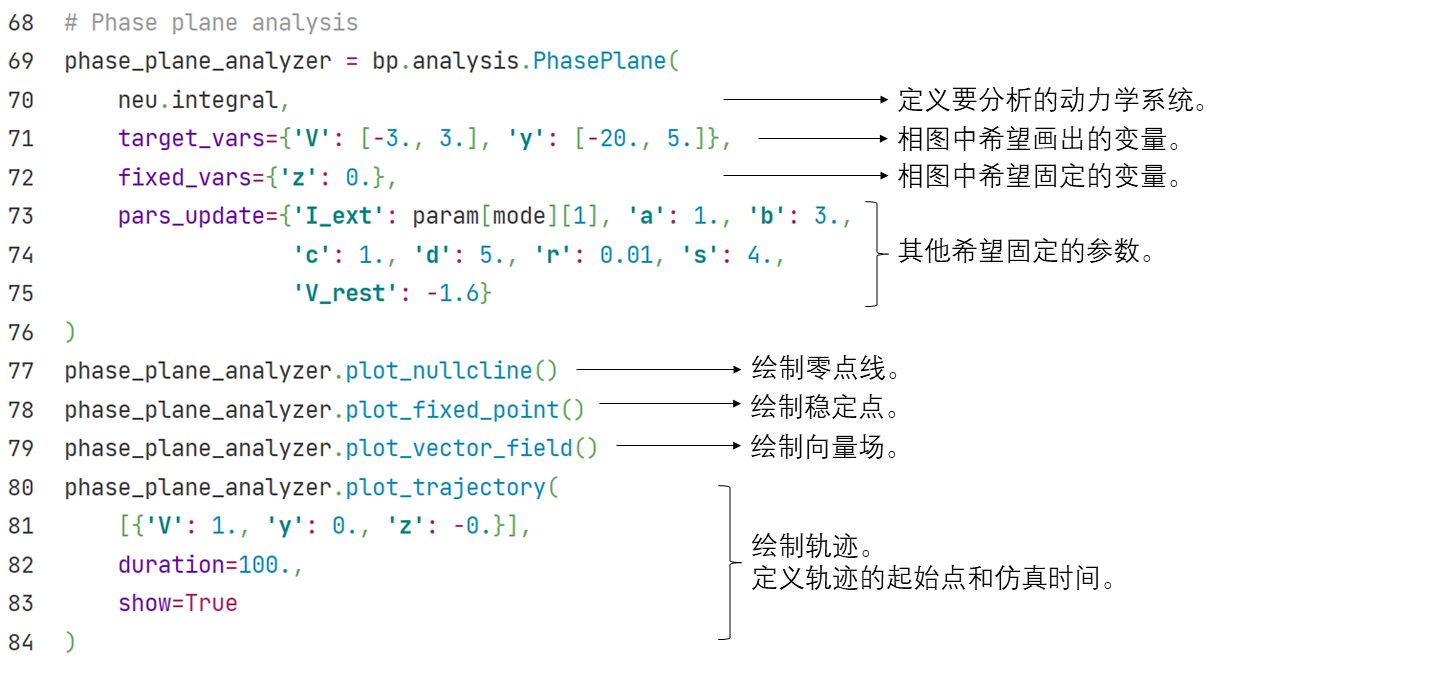 68 # Phase plane analysis
69 phase_plane_analyzer = bp.analysis.PhasePlane(
70 neu.integral, 定义要分析的动力学系统。
71 target_vars={'V': [-3., 3.], 'y': [-20., 5.]}, 相图中希望画出的变量。
72 fixed_vars={'z': 0.}, 相图中希望固定的变量。
73 pars_update={'I_ext': param[mode][1], 'a': 1., 'b': 3.,
74 'c': 1., 'd': 5., 'r': 0.01, 's': 4., 其他希望固定的参数。
75 'V_rest': -1.6}
76 )
77 phase_plane_analyzer.plot_nullcline() 绘制零点线。
78 phase_plane_analyzer.plot_fixed_point() 绘制稳定点。
79 phase_plane_analyzer.plot_vector_field() 绘制向量场。
80 phase_plane_analyzer.plot_trajectory(
81 [{'V': 1., 'y': 0., 'z': -0.}], 绘制轨迹。
82 duration=100., 定义轨迹的起始点和仿真时间。
83 show=True
84 )